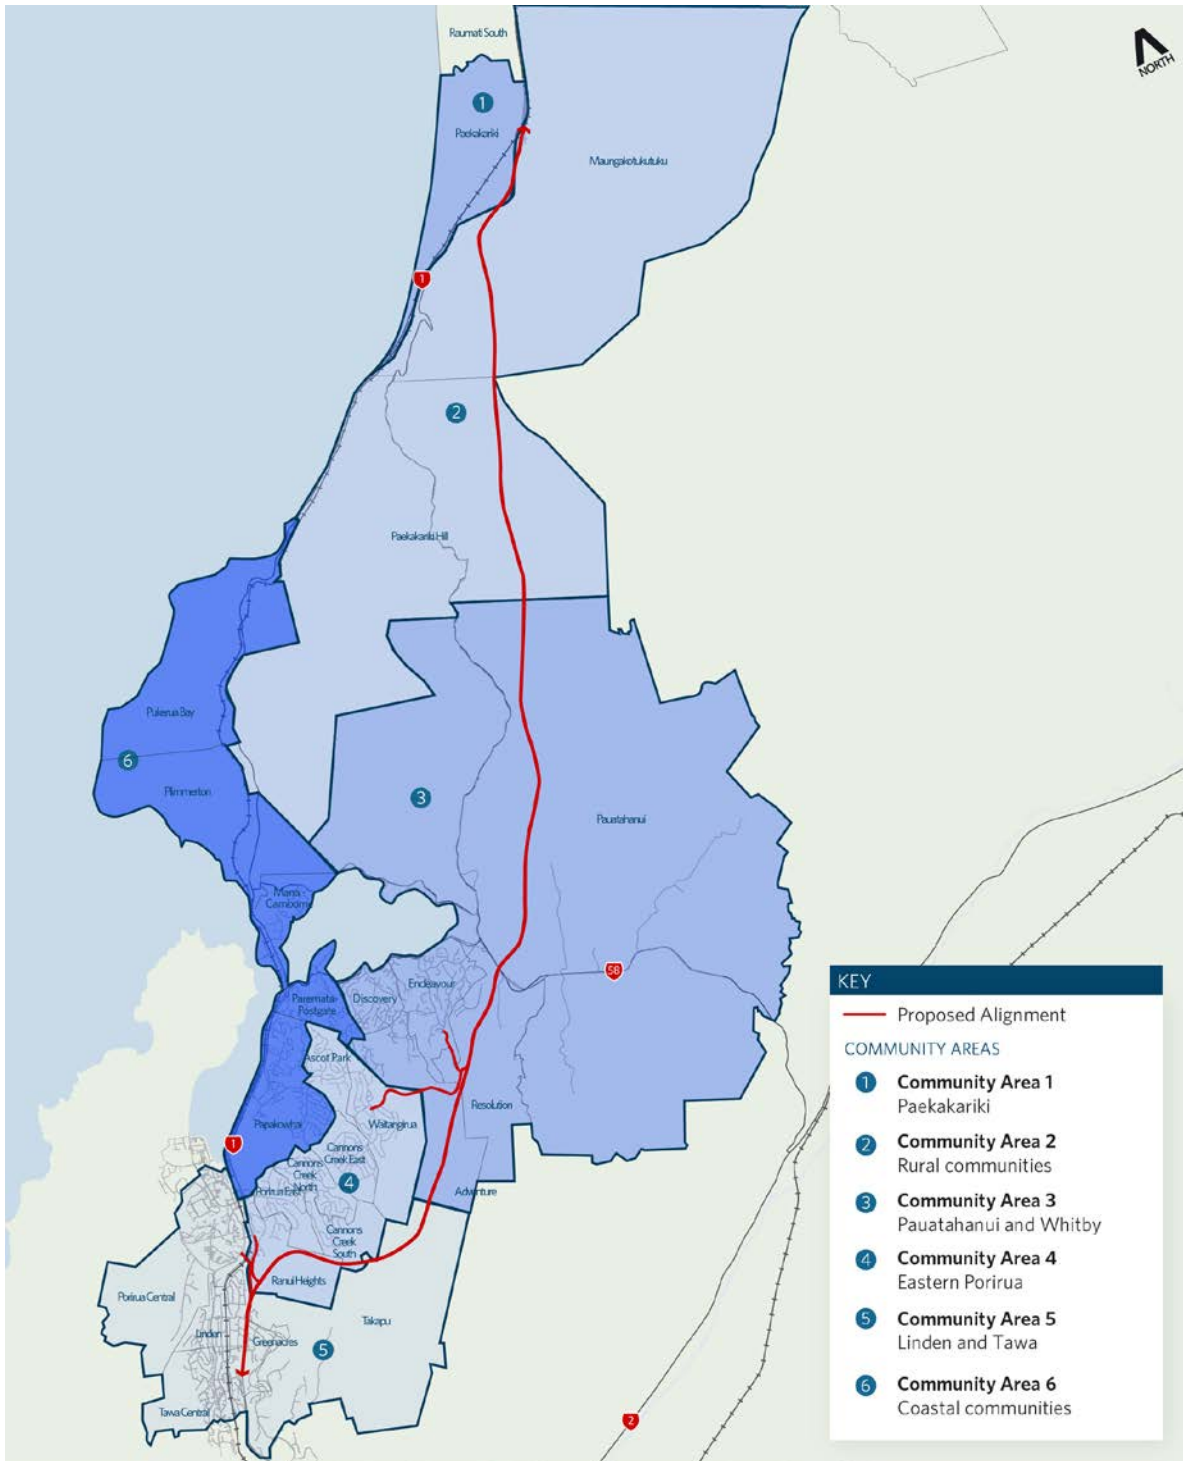 Raumati South
NORTH
1
Paekakariki
Maungakotukutuku
1
2
Paekakariki Hill
Pukerua Bay
6
Plimmerton
3
Pauatahanui
Mana -
Camborne
58
Endeavour
Discovery
Paremata-
Postgate
Ascot Park
Resolution
Waitangirua
Papakowhai
1
Cannons
Creek East
Cannons
Creek
North
4
Porirua East
Adventure
Cannons
Creek
South
Ranui Heights
Porirua Central
Takapu
Linden
Greenacres
5
Tawa Central
2
KEY
Proposed Alignment
COMMUNITY AREAS
1 Community Area 1
Paekakariki
2 Community Area 2
Rural communities
3 Community Area 3
Pauatahanui and Whitby
4 Community Area 4
Eastern Porirua
5 Community Area 5
Linden and Tawa
6 Community Area 6
Coastal communities